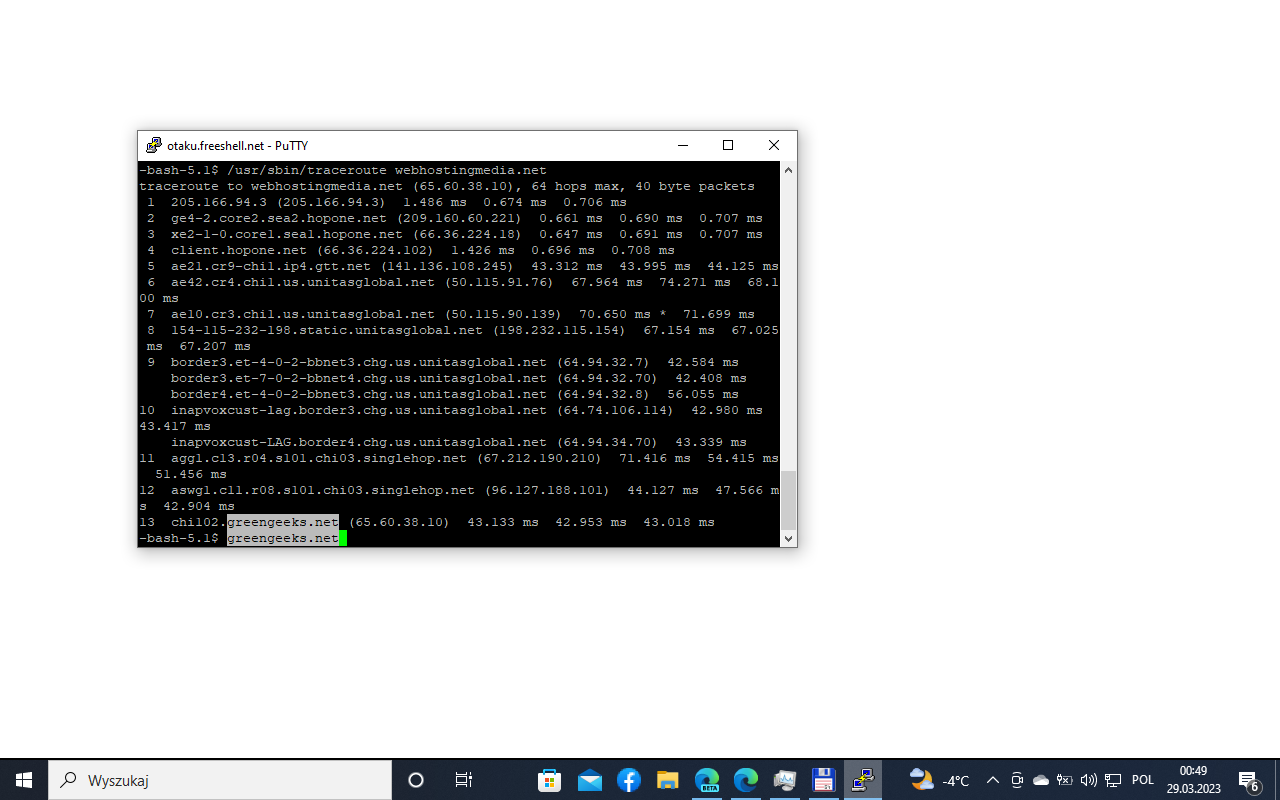 otaku.freeshell.net - PuTTY
-bash-5.1$ /usr/sbin/traceroute webhostingmedia.net
traceroute to webhostingmedia.net (65.60.38.10), 64 hops max, 40 byte packets
 1  205.166.94.3 (205.166.94.3)  1.486 ms  0.674 ms  0.706 ms
 2  ge4-2.core2.sea2.hopone.net (209.160.60.221)  0.661 ms  0.690 ms  0.707 ms
 3  xe2-1-0.core1.sea1.hopone.net (66.36.224.18)  0.647 ms  0.691 ms  0.707 ms
 4  client.hopone.net (66.36.224.102)  1.426 ms  0.696 ms  0.708 ms
 5  ae21.cr9-chi1.ip4.gtt.net (141.136.108.245)  43.312 ms  43.995 ms  44.125 ms
 6  ae42.cr4.chi1.us.unitasglobal.net (50.115.91.76)  67.964 ms  74.271 ms  68.1
00 ms
 7  ae10.cr3.chi1.us.unitasglobal.net (50.115.90.139)  70.650 ms *  71.699 ms
 8  154-115-232-198.static.unitasglobal.net (198.232.115.154)  67.154 ms  67.025
 ms  67.207 ms
 9  border3.et-4-0-2-bbnet3.chg.us.unitasglobal.net (64.94.32.7)  42.584 ms
    border3.et-7-0-2-bbnet4.chg.us.unitasglobal.net (64.94.32.70)  42.408 ms
    border4.et-4-0-2-bbnet3.chg.us.unitasglobal.net (64.94.32.8)  56.055 ms
10  inapvoxcust-lag.border3.chg.us.unitasglobal.net (64.74.106.114)  42.980 ms
43.417 ms
    inapvoxcust-LAG.border4.chg.us.unitasglobal.net (64.94.34.70)  43.339 ms
11  agg1.c13.r04.s101.chi03.singlehop.net (67.212.190.210)  71.416 ms  54.415 ms
  51.456 ms
12  aswg1.c11.r08.s101.chi03.singlehop.net (96.127.188.101)  44.127 ms  47.566 m
s  42.904 ms
13  chi102.greengeeks.net (65.60.38.10)  43.133 ms  42.953 ms  43.018 ms
-bash-5.1$ greengeeks.net
Wyszukaj
BETA
-4°C
POL
00:49
29.03.2023
6